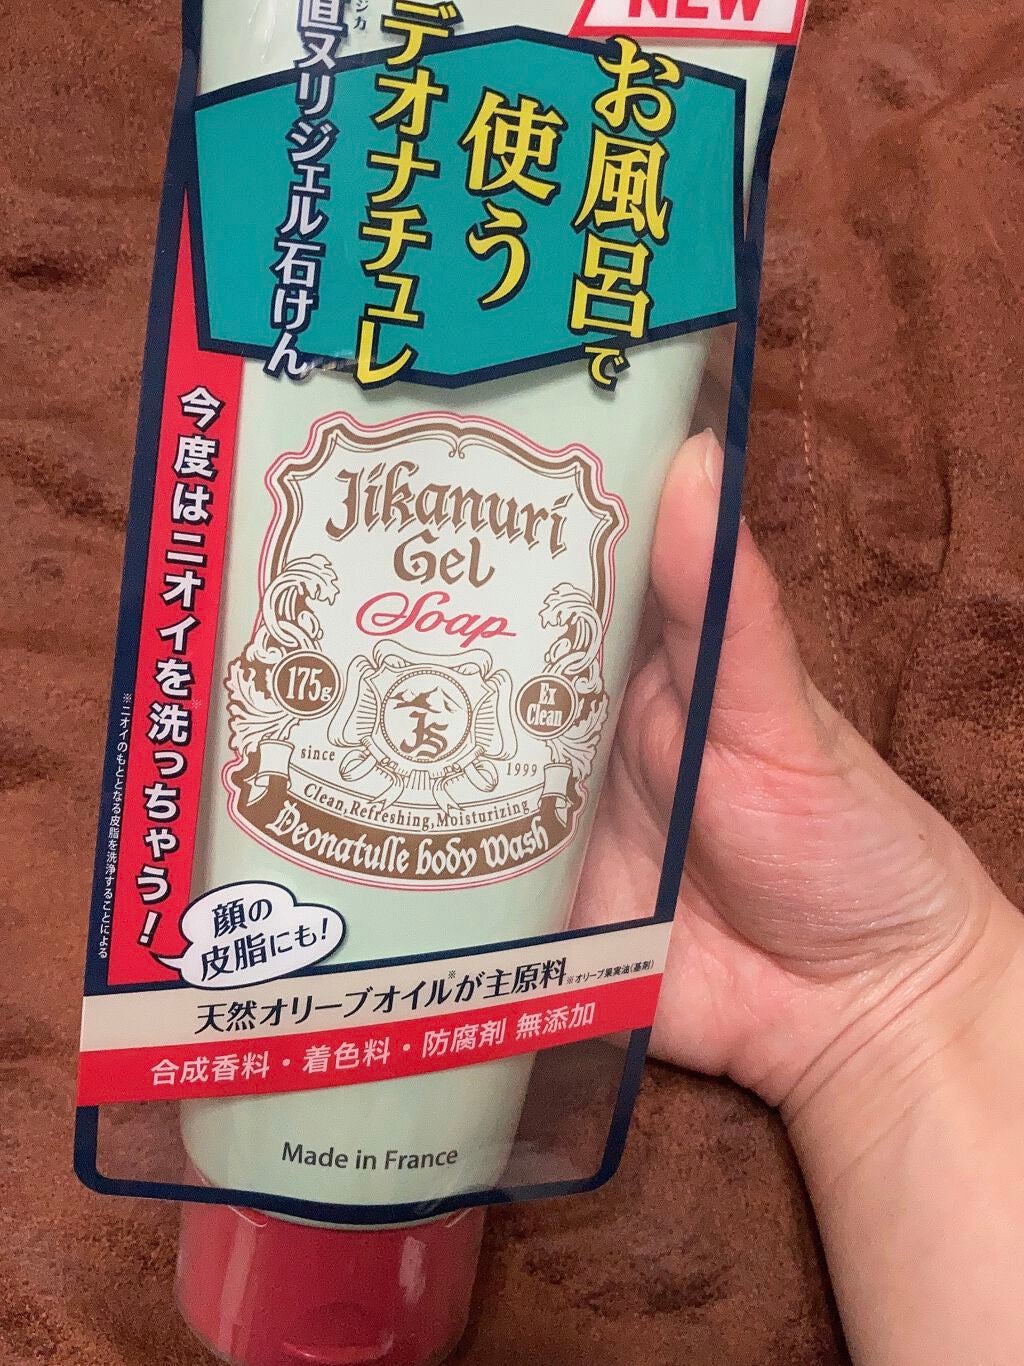 NEW
お風呂で
使う
デオナチュレ
直ヌリジェル石けん
ジカ
今度はニオイを洗っちゃう!
※
※ニオイのもととなる皮脂を洗浄することによる
Jikanuri
Gel
Soap
175g
Ex
Clean
JS
since
1999
Clean, Refreshing, Moisturizing
Deonatulle body Wash
顔の
皮脂にも!
天然オリーブオイル※が主原料※オリーブ果実油(基剤)
合成香料・着色料・防腐剤 無添加
Made in France